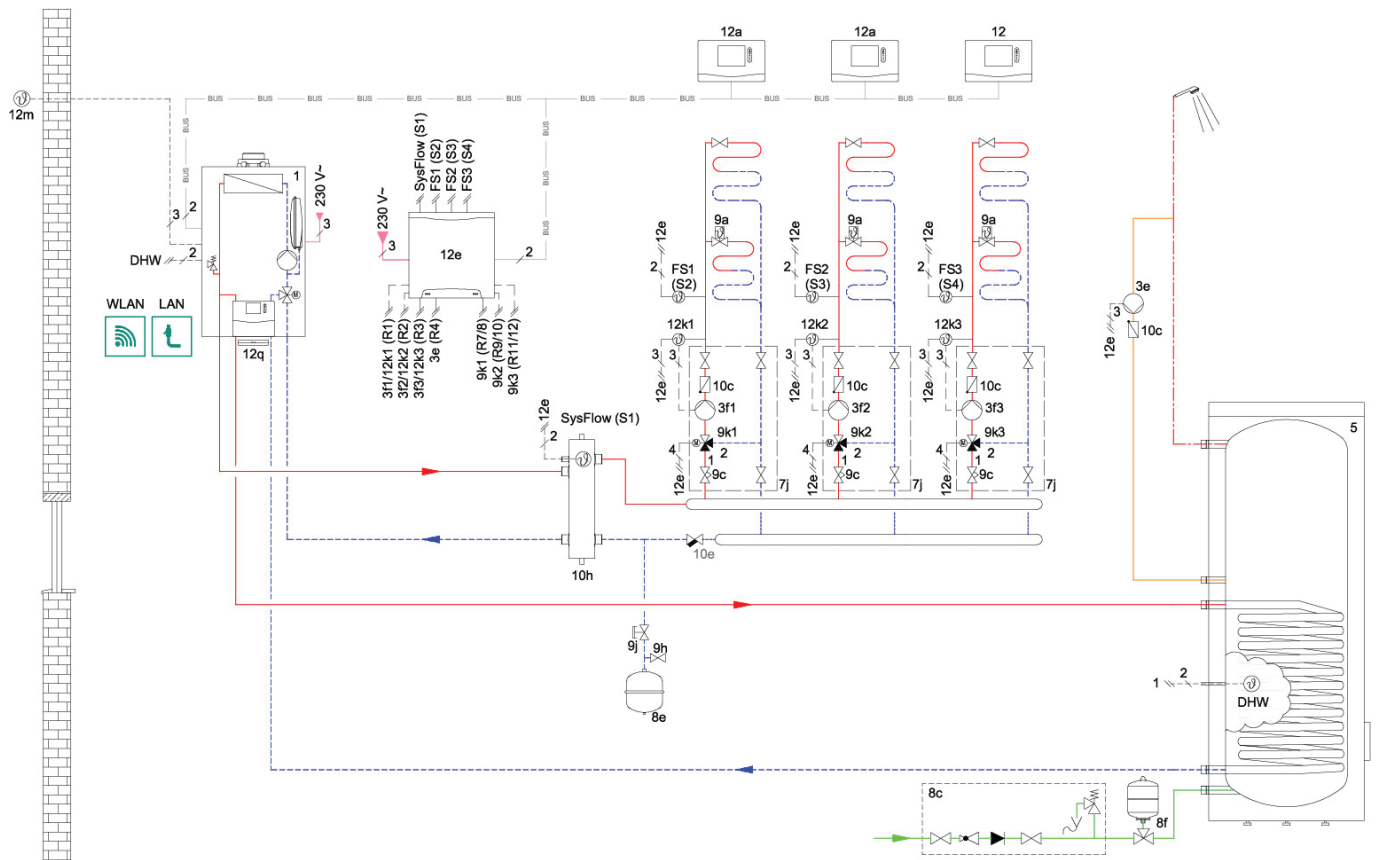 12a
12a
12
12m
BUS BUS BUS BUS BUS BUS BUS BUS BUS BUS BUS BUS BUS BUS
BUS
BUS
BUS
SysFlow (S1)
FS1 (S2)
FS2 (S3)
FS3 (S4)
1
230 V~
3
3
2
2
DHW
WLAN
LAN
12q
230 V~
3
12e
2
3f1/12k1 (R1)
3f2/12k2 (R2)
3f3/12k3 (R3)
3e (R4)
9k1 (R7/8)
9k2 (R9/10)
9k3 (R11/12)
12e
2
SysFlow (S1)
10h
9a
12e
2
FS1
(S2)
12k1
3
3
12e
10c
3f1
9k1
4
2
1
12e
9c
7j
9a
12e
2
FS2
(S3)
12k2
3
3
12e
10c
3f2
9k2
4
2
1
12e
9c
7j
9a
12e
2
FS3
(S4)
12k3
3
3
12e
10c
3f3
9k3
4
2
1
12e
9c
7j
10e
9j
9h
8e
3e
3
12e
10c
5
1
2
DHW
8c
8f
M
M
M
M